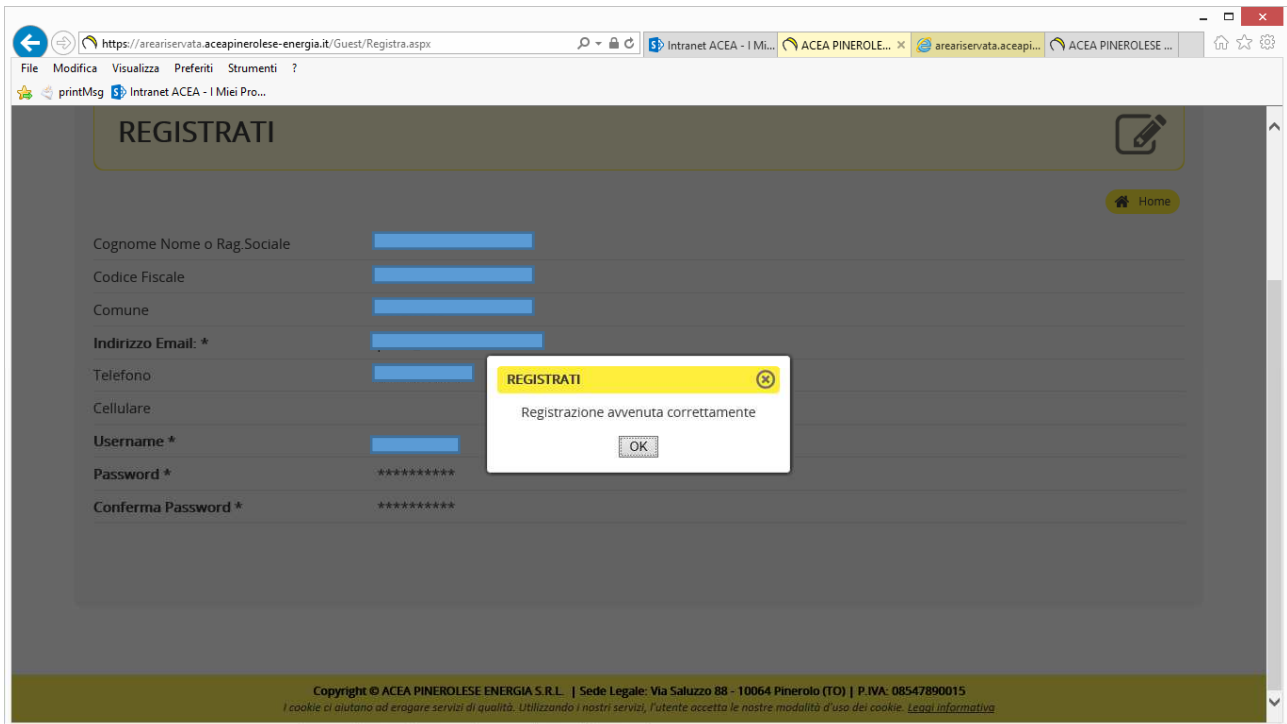 https://areariservata.aceapinerolese-energia.it/Guest/Registra.aspx
Intranet ACEA - I Mi...
ACEA PINEROLE...
areariservata.aceapi...
ACEA PINEROLESE ...
File Modifica Visualizza Preferiti Strumenti ?
printMsg Intranet ACEA - I Miei Pro...
REGISTRATI
Home
Cognome Nome o Rag.Sociale
Codice Fiscale
Comune
Indirizzo Email: *
Telefono
Cellulare
Username *
Password * **********
Conferma Password * **********
REGISTRATI
Registrazione avvenuta correttamente
OK
Copyright © ACEA PINEROLESE ENERGIA S.R.L. | Sede Legale: Via Saluzzo 88 - 10064 Pinerolo (TO) | P.IVA: 08547890015
I cookie ci aiutano ad erogare servizi di qualità. Utilizzando i nostri servizi, l'utente accetta le nostre modalità d'uso dei cookie. Leggi informativa